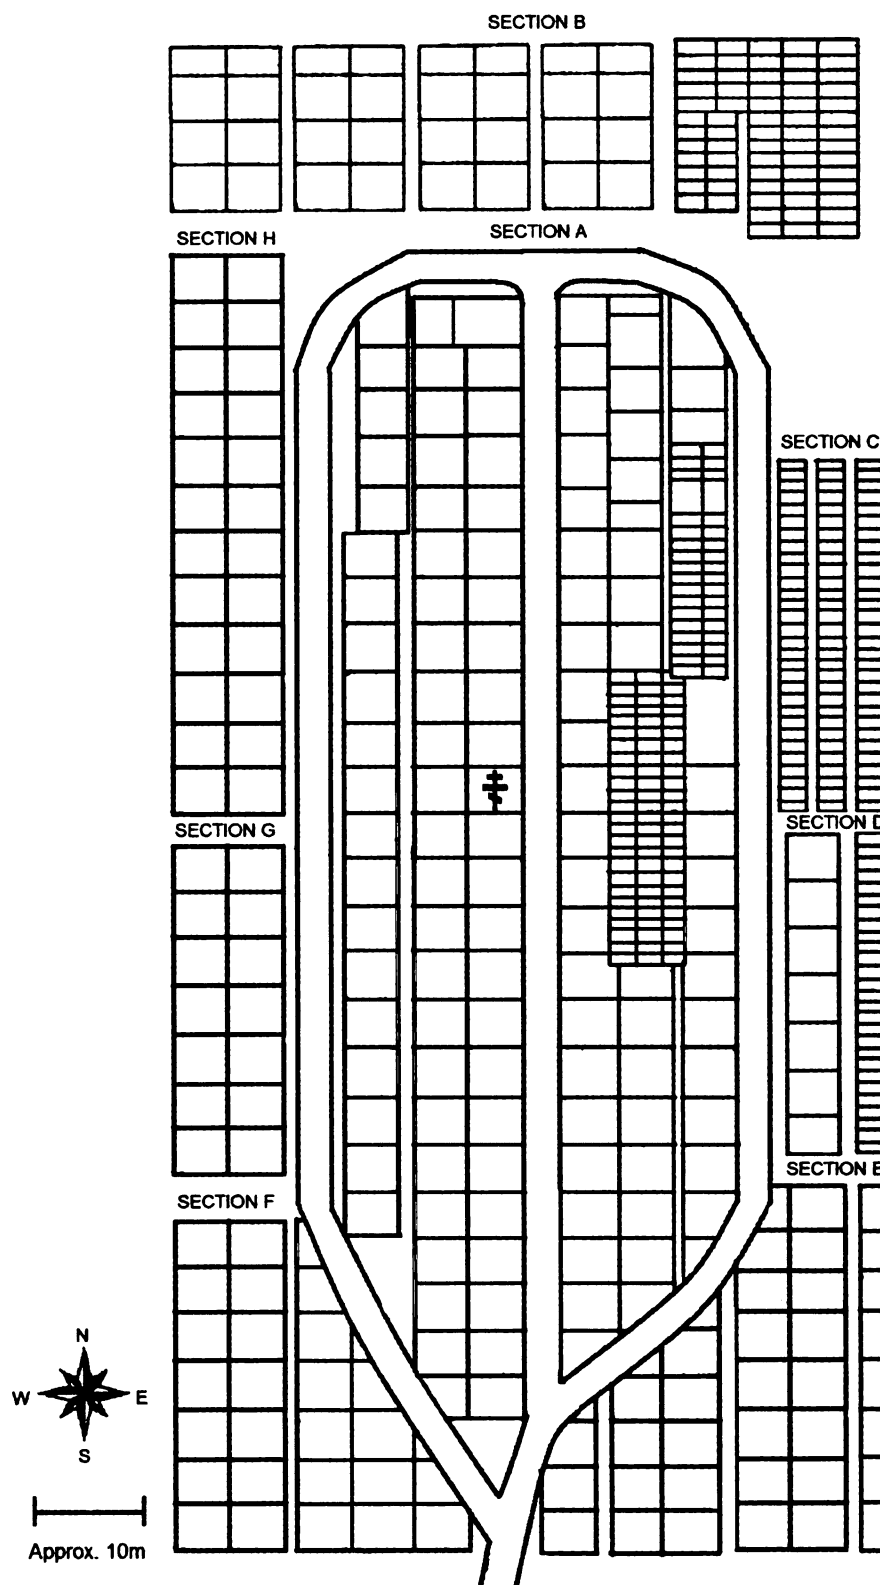 SECTION B
SECTION H
SECTION A
SECTION C
SECTION G
SECTION D
SECTION E
SECTION F
N
W
E
S
Approx. 10m